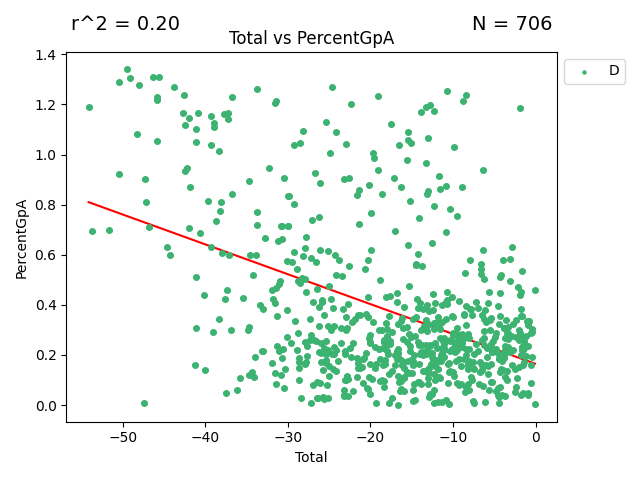 r^2 = 0.20 N = 706
Total vs PercentGpA
D
1.4
1.2
1.0
0.8
0.6
0.4
0.2
0.0
PercentGpA
−50 −40 −30 −20 −10 0
Total